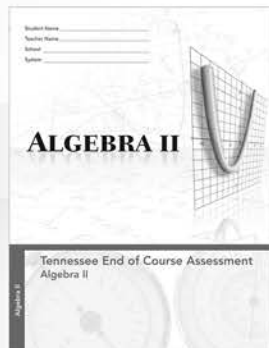 Student Name
Teacher Name
School
System
ALGEBRA II
Tennessee End of Course Assessment
Algebra II
Algebra II